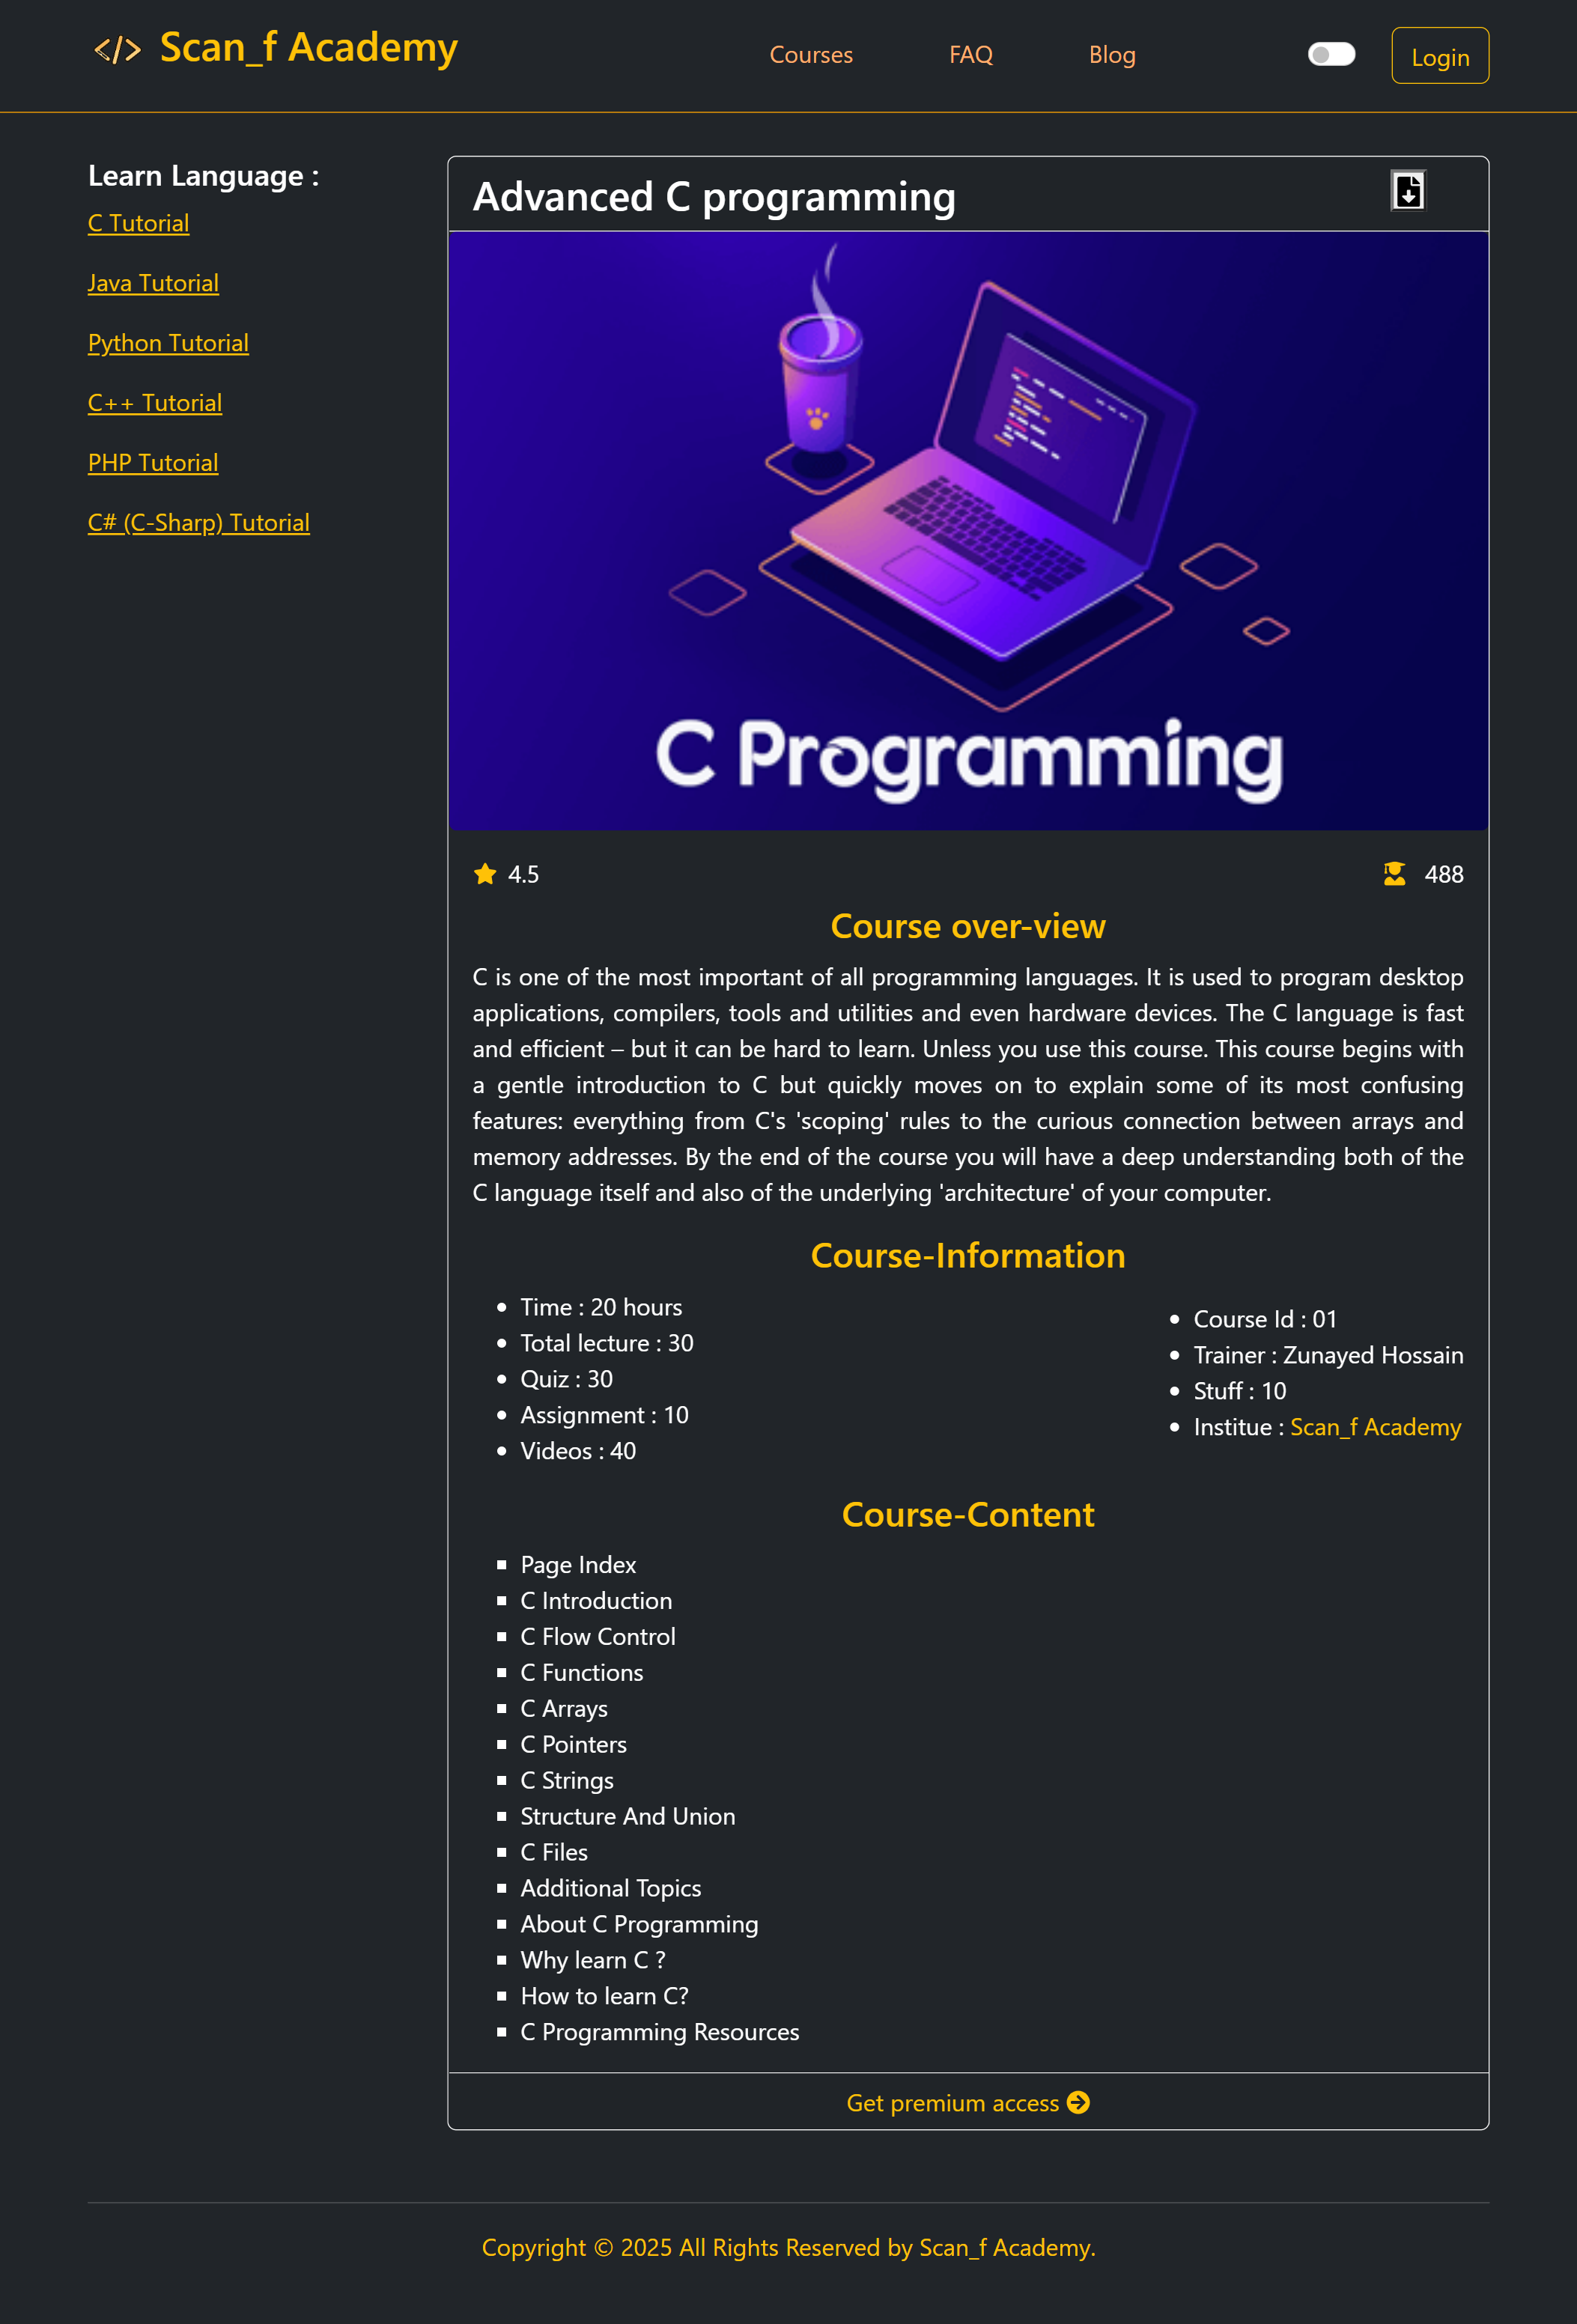 </> Scan_f Academy
Courses
FAQ
Blog
Login
Learn Language :
C Tutorial
Java Tutorial
Python Tutorial
C++ Tutorial
PHP Tutorial
C# (C-Sharp) Tutorial
Advanced C programming
C Programming
4.5
488
Course over-view
C is one of the most important of all programming languages. It is used to program desktop
applications, compilers, tools and utilities and even hardware devices. The C language is fast
and efficient – but it can be hard to learn. Unless you use this course. This course begins with
a gentle introduction to C but quickly moves on to explain some of its most confusing
features: everything from C's 'scoping' rules to the curious connection between arrays and
memory addresses. By the end of the course you will have a deep understanding both of the
C language itself and also of the underlying 'architecture' of your computer.
Course-Information
Time : 20 hours
Total lecture : 30
Quiz : 30
Assignment : 10
Videos : 40
Course Id : 01
Trainer : Zunayed Hossain
Stuff : 10
Institue : Scan_f Academy
Course-Content
Page Index
C Introduction
C Flow Control
C Functions
C Arrays
C Pointers
C Strings
Structure And Union
C Files
Additional Topics
About C Programming
Why learn C ?
How to learn C?
C Programming Resources
Get premium access
Copyright © 2025 All Rights Reserved by Scan_f Academy.